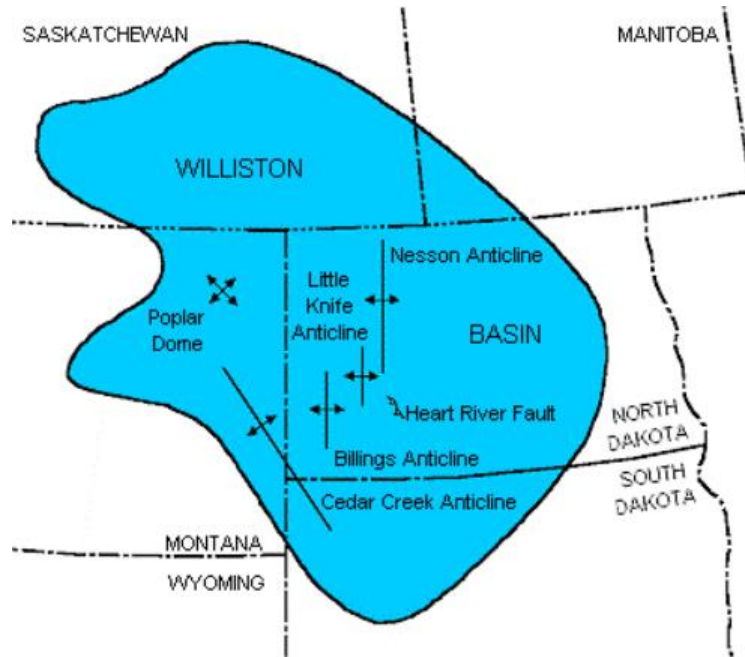 SASKATCHEWAN
MANITOBA
WILLISTON
Nesson Anticline
Little
Knife
Anticline
Poplar
Dome
BASIN
Heart River Fault
NORTH
DAKOTA
Billings Anticline
SOUTH
DAKOTA
Cedar Creek Anticline
MONTANA
WYOMING